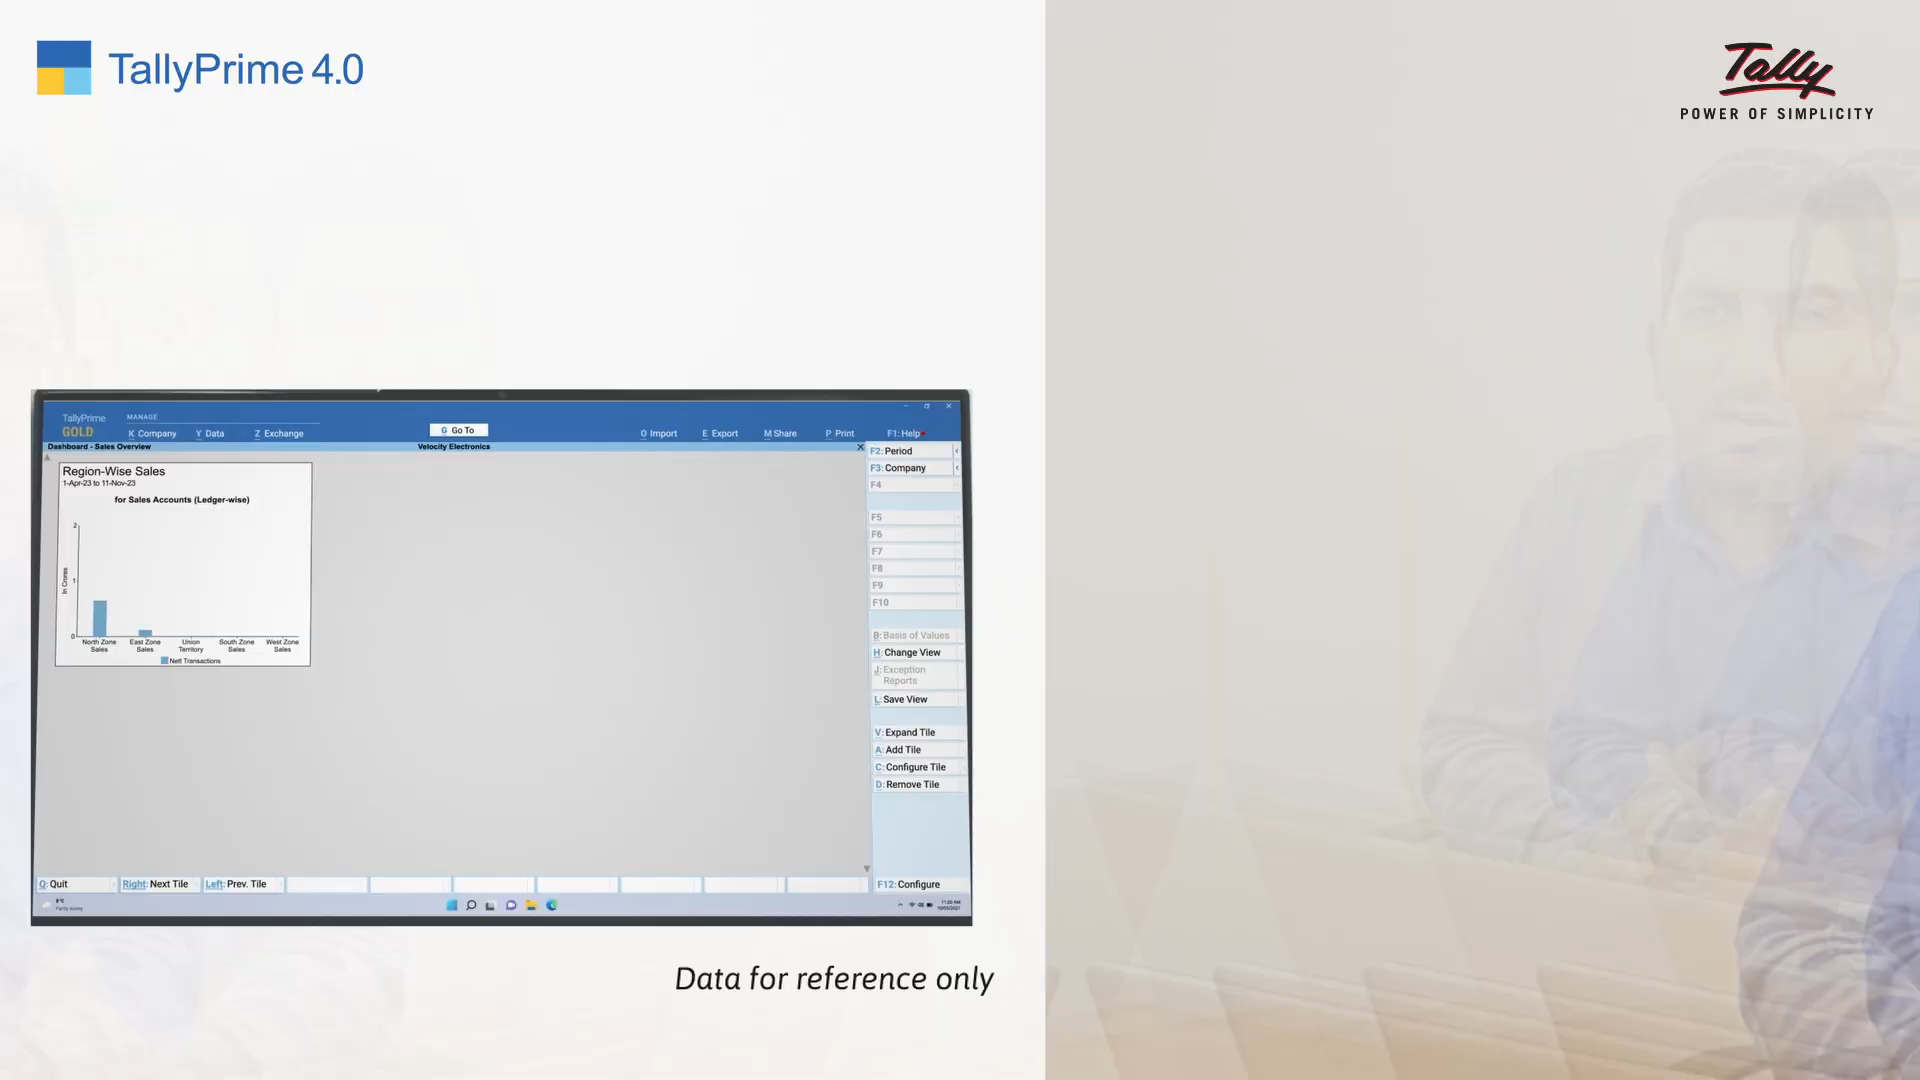 TallyPrime 4.0
Tally
POWER OF SIMPLICITY
TallyPrime
GOLD
MANAGE
K Company
Y Data
Z Exchange
G Go To
O Import
E Export
M Share
P Print
F1: Help
Dashboard - Sales Overview
Velocity Electronics
Region-Wise Sales
1-Apr-23 to 11-Nov-23
for Sales Accounts (Ledger-wise)
In Crores
2
1
0
North Zone Sales
East Zone Sales
Union Territory
South Zone Sales
West Zone Sales
Nett Transactions
F2: Period
F3: Company
F4
F5
F6
F7
F8
F9
F10
B: Basis of Values
H: Change View
J: Exception
Reports
L: Save View
V: Expand Tile
A: Add Tile
C: Configure Tile
D: Remove Tile
Q: Quit
Right: Next Tile
Left: Prev. Tile
F12: Configure
11:00 AM
Data for reference only